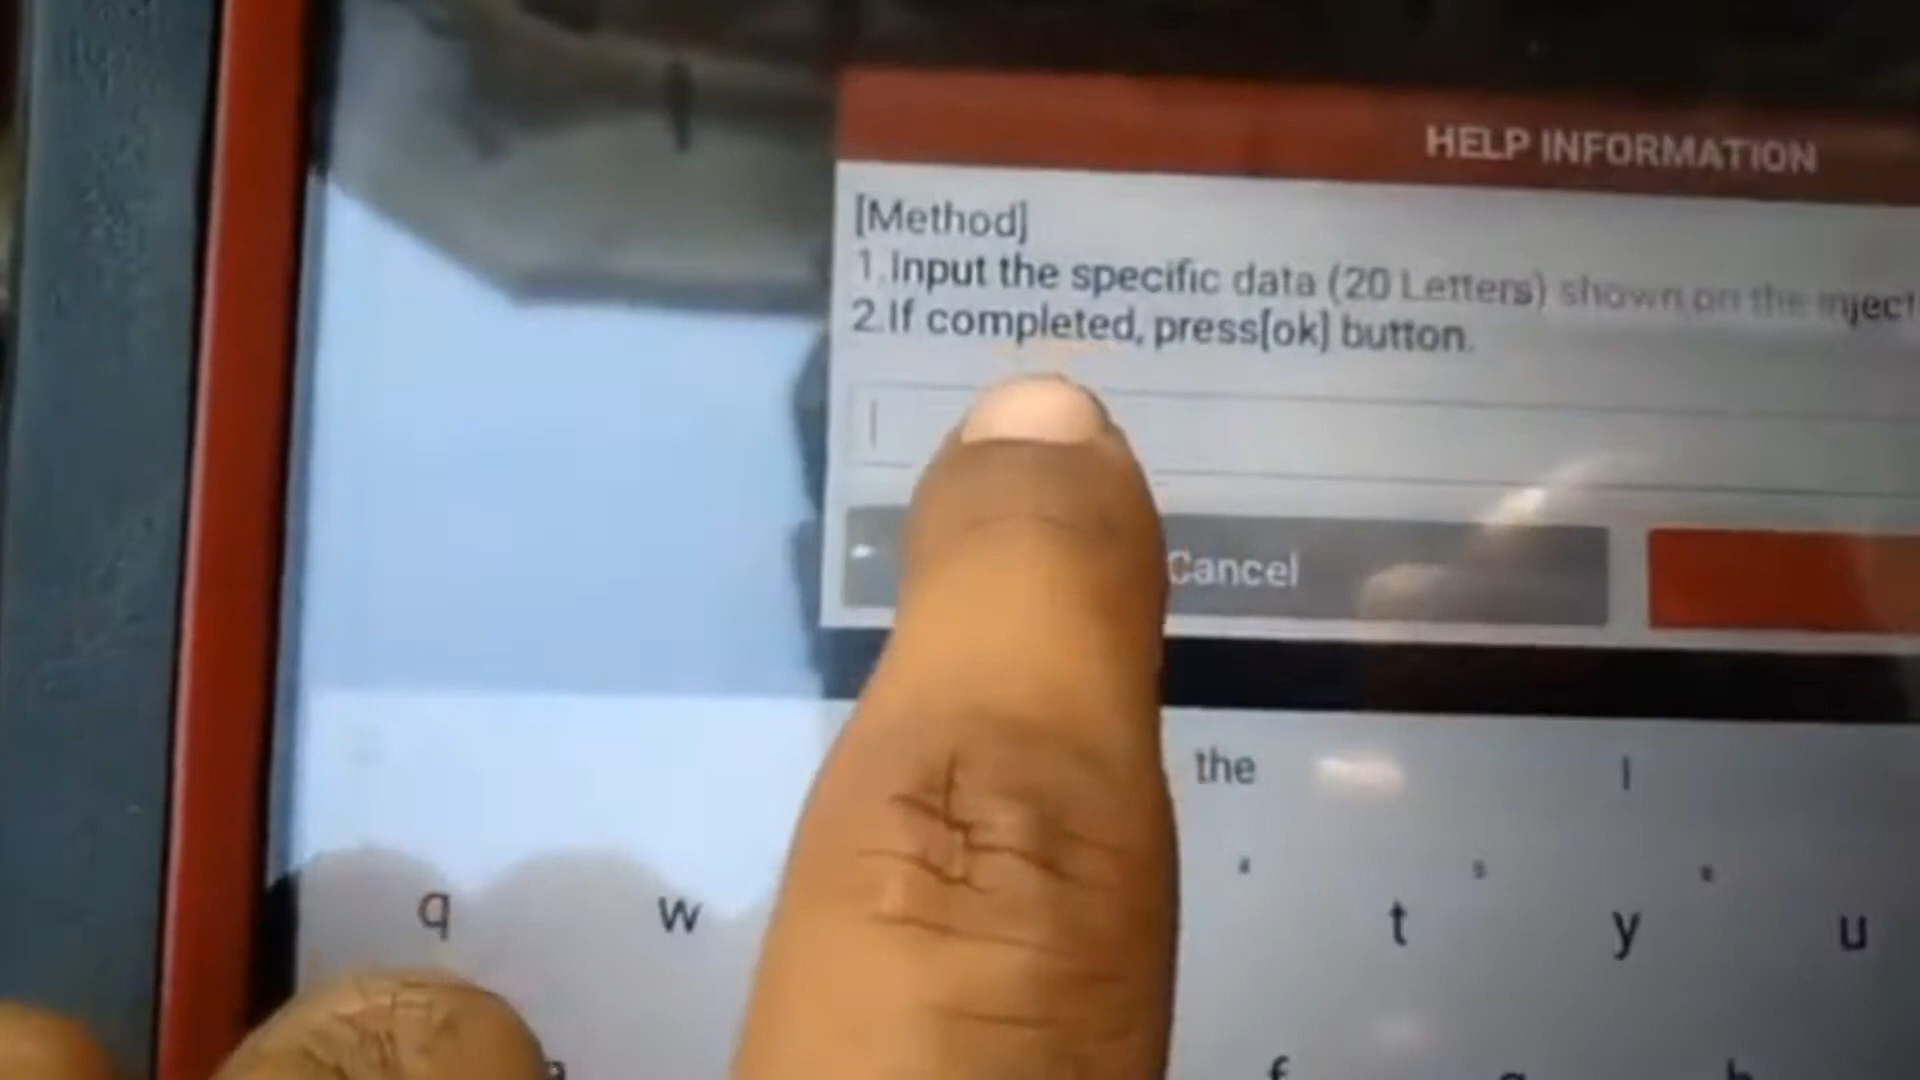 HELP INFORMATION
[Method]
1.Input the specific data (20 Letters) shown on the inject
2.If completed, press[ok] button.
Cancel
the I
q w t y u
f g h